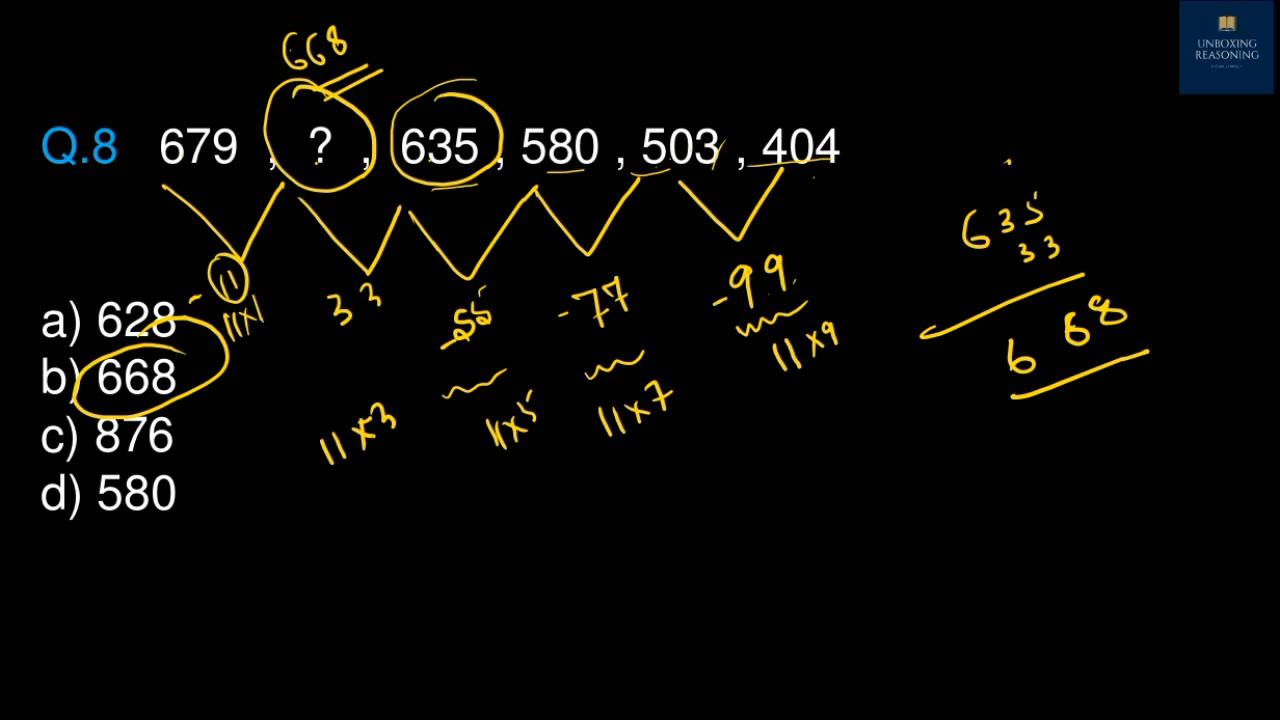 668
UNBOXING
REASONING
Q.8 679 , ? , 635 , 580 , 503 , 404
635
33
668
- 11 33 -55 -77 -99
11×1 11×3 11×5 11×7 11×9
a) 628
b) 668
c) 876
d) 580